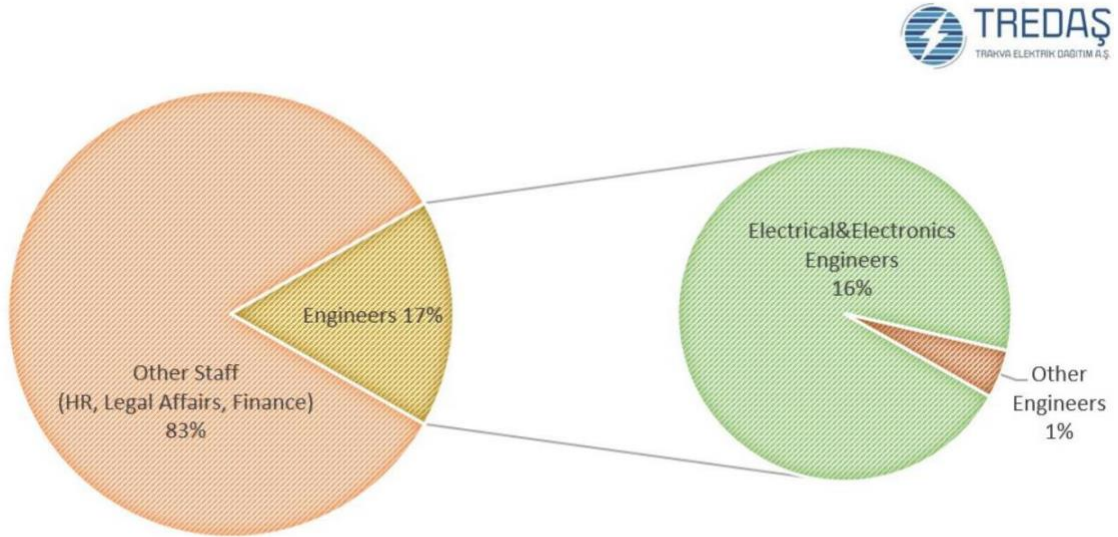 TREDAŞ
TRAKYA ELEKTRİK DAĞITIM A.Ş.
Engineers 17%
Other Staff
(HR, Legal Affairs, Finance)
83%
Electrical&Electronics
Engineers
16%
Other
Engineers
1%